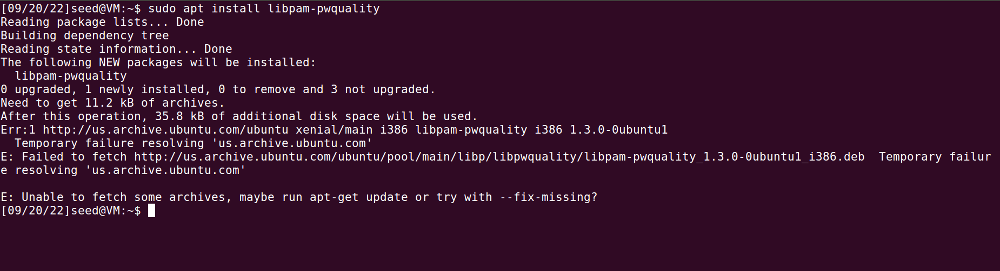 [09/20/22]seed@VM:~$ sudo apt install libpam-pwquality
Reading package lists... Done
Building dependency tree
Reading state information... Done
The following NEW packages will be installed:
  libpam-pwquality
0 upgraded, 1 newly installed, 0 to remove and 3 not upgraded.
Need to get 11.2 kB of archives.
After this operation, 35.8 kB of additional disk space will be used.
Err:1 http://us.archive.ubuntu.com/ubuntu xenial/main i386 libpam-pwquality i386 1.3.0-0ubuntu1
  Temporary failure resolving 'us.archive.ubuntu.com'
E: Failed to fetch http://us.archive.ubuntu.com/ubuntu/pool/main/libp/libpwquality/libpam-pwquality_1.3.0-0ubuntu1_i386.deb  Temporary failur
e resolving 'us.archive.ubuntu.com'

E: Unable to fetch some archives, maybe run apt-get update or try with --fix-missing?
[09/20/22]seed@VM:~$